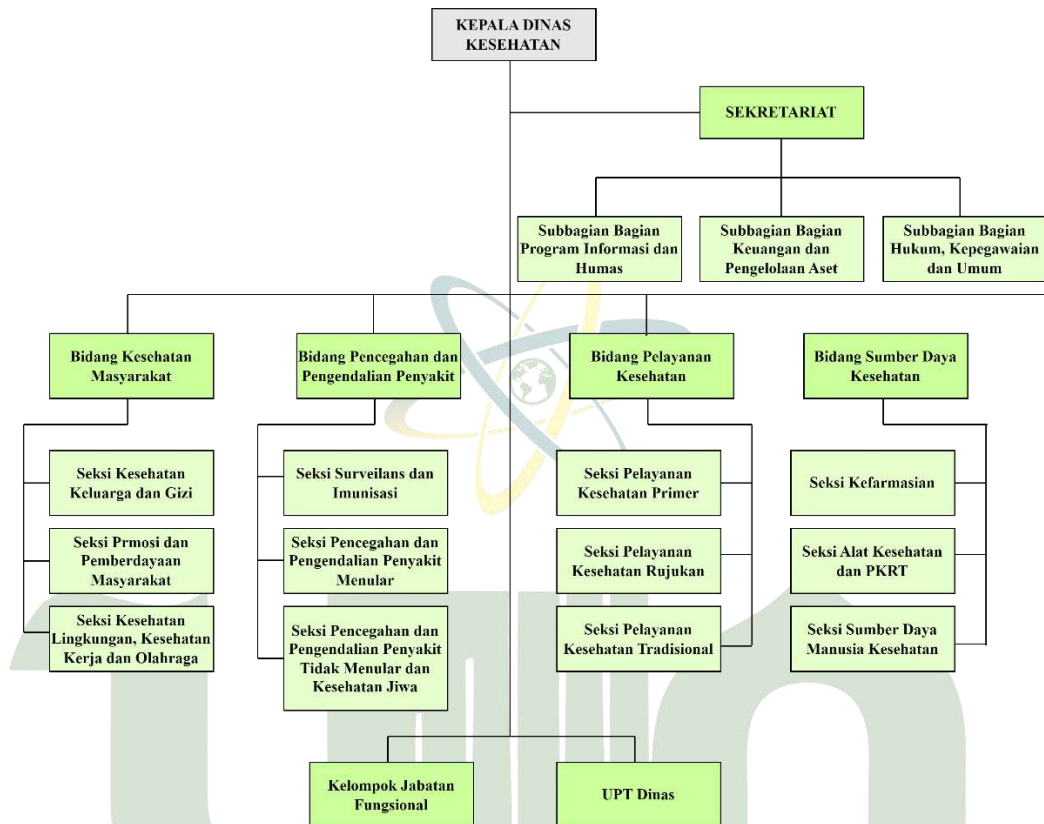 KEPALA DINAS
KESEHATAN
SEKRETARIAT
Subbagian Bagian
Program Informasi dan
Humas
Subbagian Bagian
Keuangan dan
Pengelolaan Aset
Subbagian Bagian
Hukum, Kepegawaian
dan Umum
Bidang Kesehatan
Masyarakat
Bidang Pencegahan dan
Pengendalian Penyakit
Bidang Pelayanan
Kesehatan
Bidang Sumber Daya
Kesehatan
Seksi Kesehatan
Keluarga dan Gizi
Seksi Prmosi dan
Pemberdayaan
Masyarakat
Seksi Kesehatan
Lingkungan, Kesehatan
Kerja dan Olahraga
Seksi Surveilans dan
Imunisasi
Seksi Pencegahan dan
Pengendalian Penyakit
Menular
Seksi Pencegahan dan
Pengendalian Penyakit
Tidak Menular dan
Kesehatan Jiwa
Seksi Pelayanan
Kesehatan Primer
Seksi Pelayanan
Kesehatan Rujukan
Seksi Pelayanan
Kesehatan Tradisional
Seksi Kefarmasian
Seksi Alat Kesehatan
dan PKRT
Seksi Sumber Daya
Manusia Kesehatan
Kelompok Jabatan
Fungsional
UPT Dinas